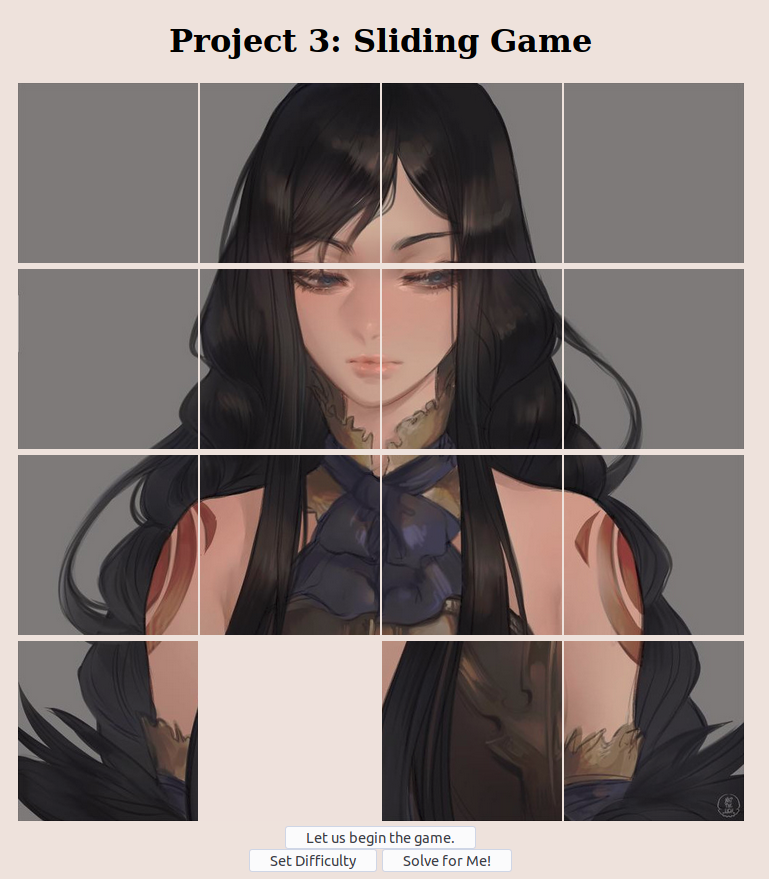 Project 3: Sliding Game
Let us begin the game.
Set Difficulty
Solve for Me!